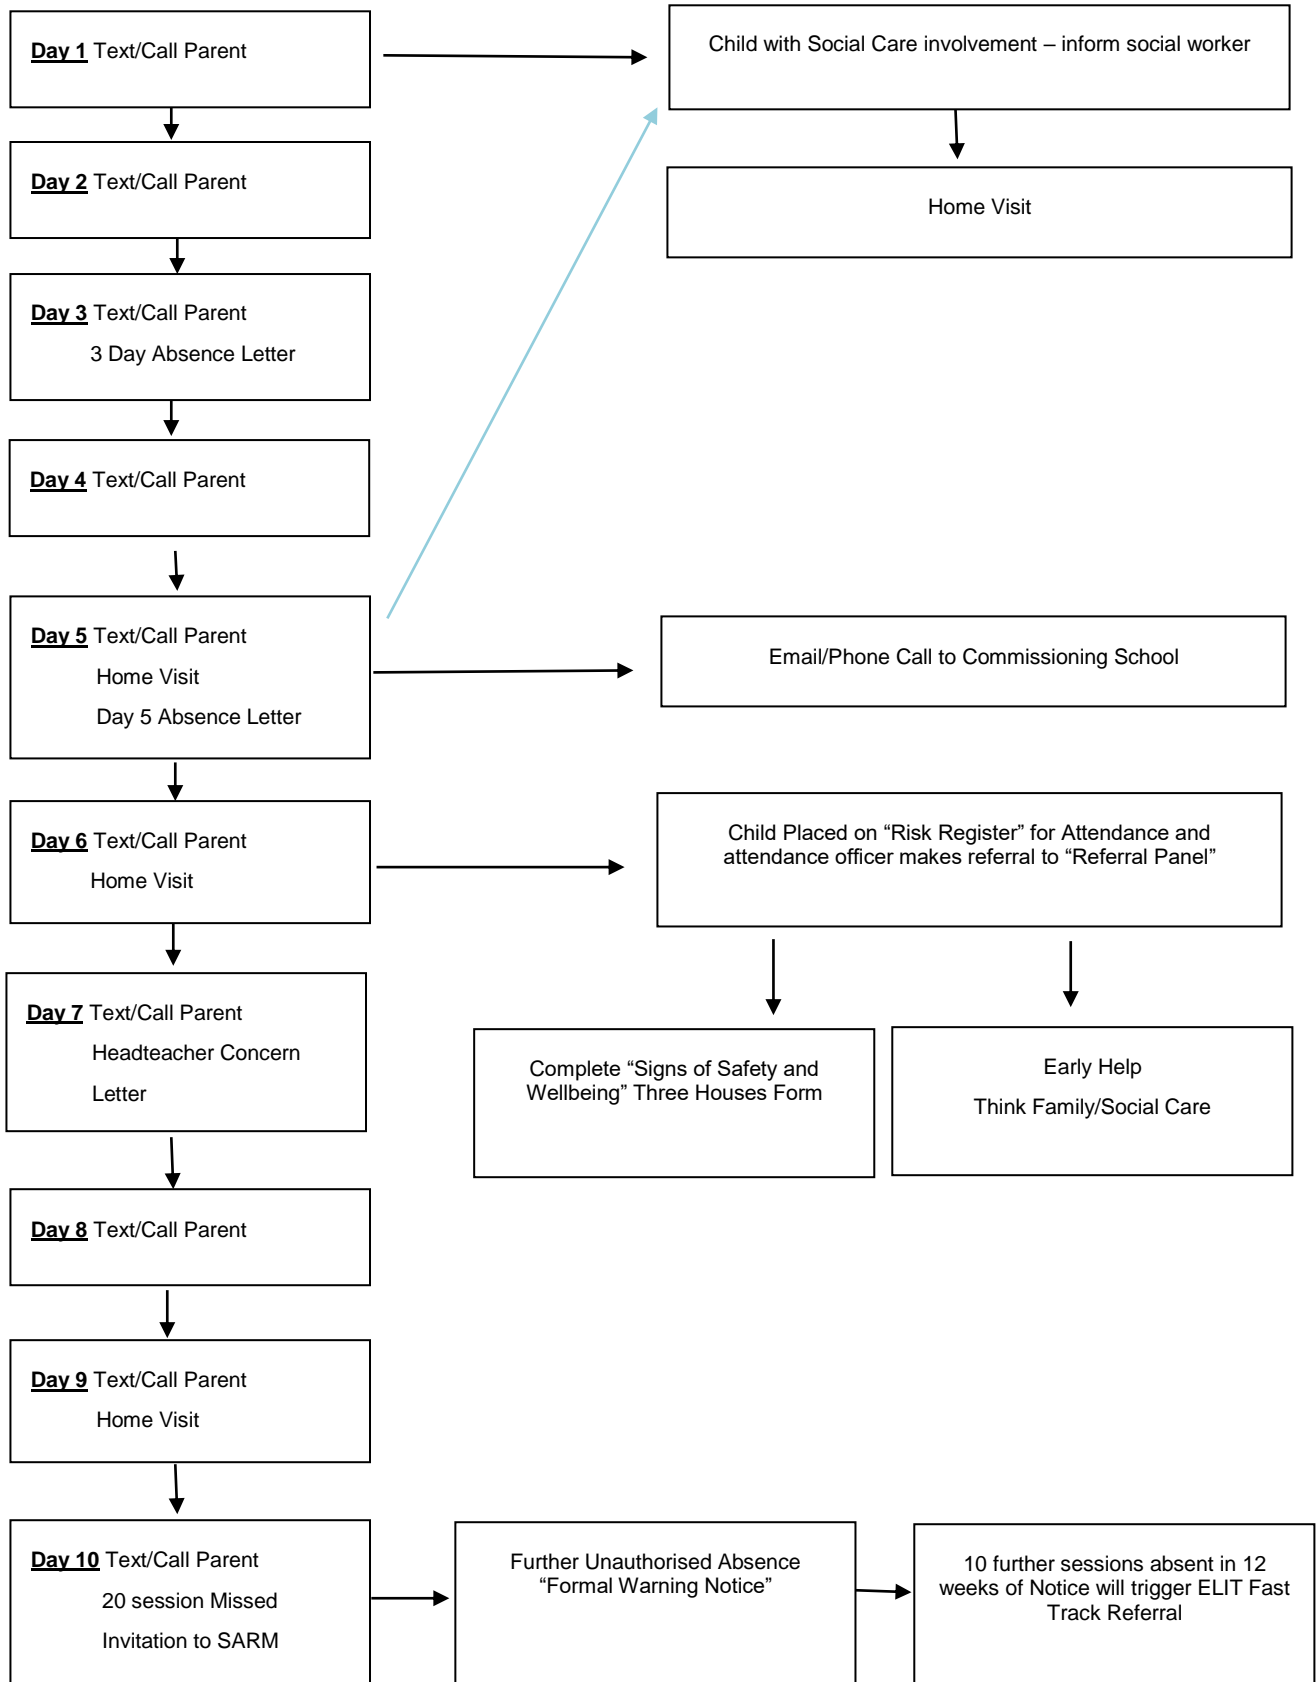 Day 1 Text/Call Parent
Child with Social Care involvement – inform social worker
Day 2 Text/Call Parent
Home Visit
Day 3 Text/Call Parent
3 Day Absence Letter
Day 4 Text/Call Parent
Day 5 Text/Call Parent
Home Visit
Day 5 Absence Letter
Email/Phone Call to Commissioning School
Day 6 Text/Call Parent
Home Visit
Child Placed on “Risk Register” for Attendance and
attendance officer makes referral to “Referral Panel”
Day 7 Text/Call Parent
Headteacher Concern
Letter
Complete “Signs of Safety and
Wellbeing” Three Houses Form
Early Help
Think Family/Social Care
Day 8 Text/Call Parent
Day 9 Text/Call Parent
Home Visit
Day 10 Text/Call Parent
20 session Missed
Invitation to SARM
Further Unauthorised Absence
“Formal Warning Notice”
10 further sessions absent in 12
weeks of Notice will trigger ELIT Fast
Track Referral